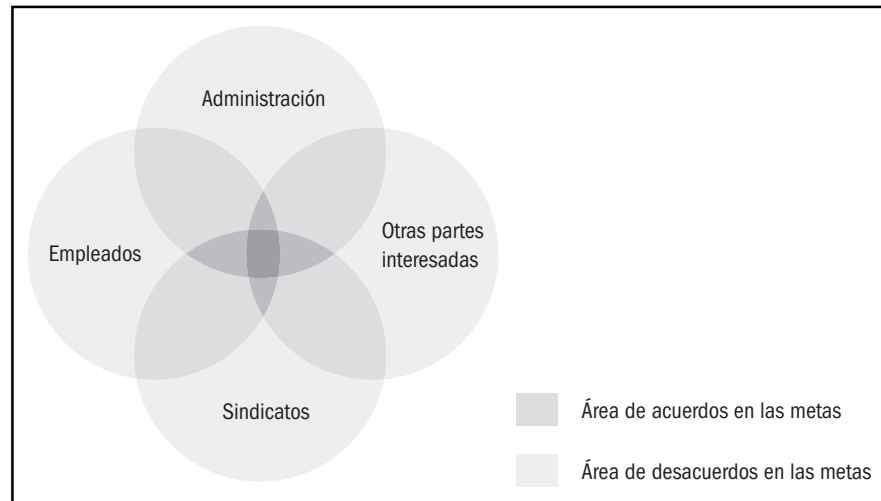 Administración
Empleados
Otras partes
interesadas
Sindicatos
Área de acuerdos en las metas
Área de desacuerdos en las metas